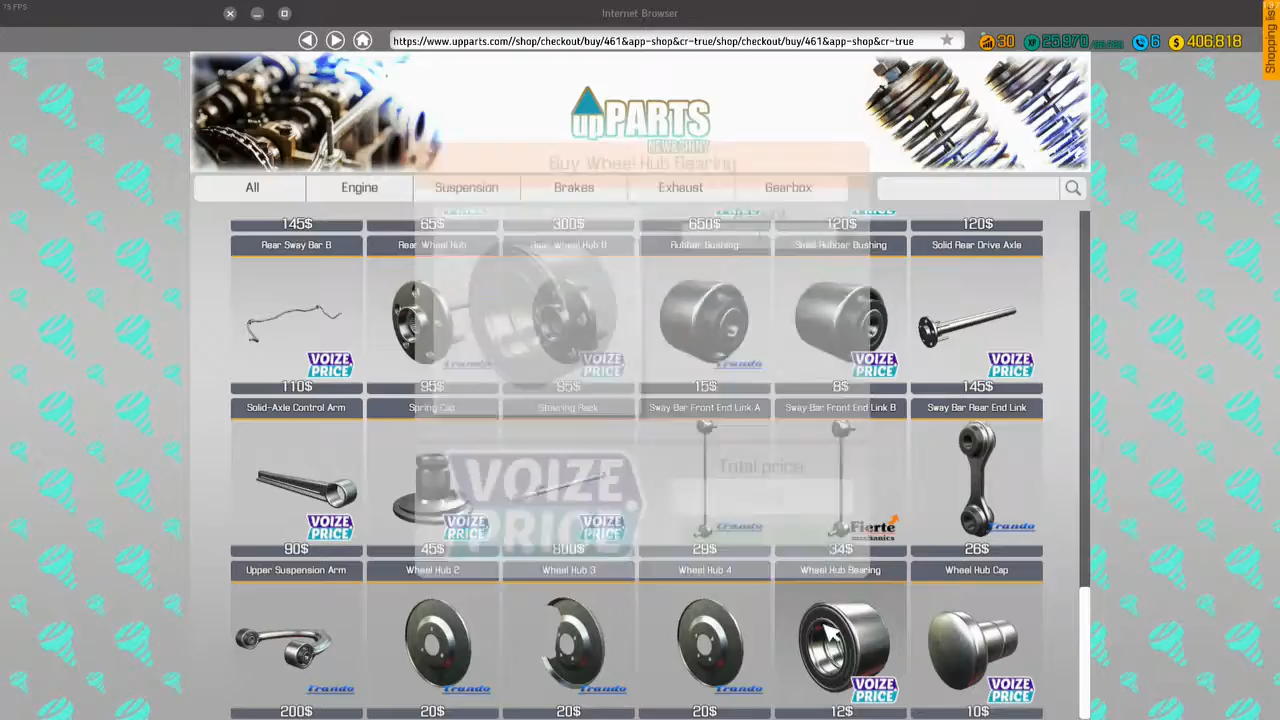 75 FPS
Internet Browser
https://www.upparts.com//shop/checkout/buy/461&app-shop&cr-true/shop/checkout/buy/461&app-shop&cr-true
30
XP 25,970
6
$ 406,818
Shopping list
upPARTS
Buy Wheel Hub Bearing
All Engine Suspension Brakes Exhaust Gearbox
145$ 65$ 300$ 650$ 120$ 120$
Rear Sway Bar B Rear Wheel Hub Rear Wheel Hub B Rubber Bushing Small Rubber Bushing Solid Rear Drive Axle
VOIZE PRICE Trando VOIZE PRICE Trando VOIZE PRICE VOIZE PRICE
110$ 95$ 95$ 15$ 8$ 145$
Solid-Axle Control Arm Spring Cap Steering Rack Sway Bar Front End Link A Sway Bar Front End Link B Sway Bar Rear End Link
VOIZE PRICE
Total price
VOIZE PRICE VOIZE PRICE VOIZE PRICE Trando Fierte mechanics Trando
90$ 45$ 800$ 29$ 34$ 26$
Upper Suspension Arm Wheel Hub 2 Wheel Hub 3 Wheel Hub 4 Wheel Hub Bearing Wheel Hub Cap
Trando Trando Trando Trando VOIZE PRICE VOIZE PRICE
200$ 20$ 20$ 20$ 12$ 10$